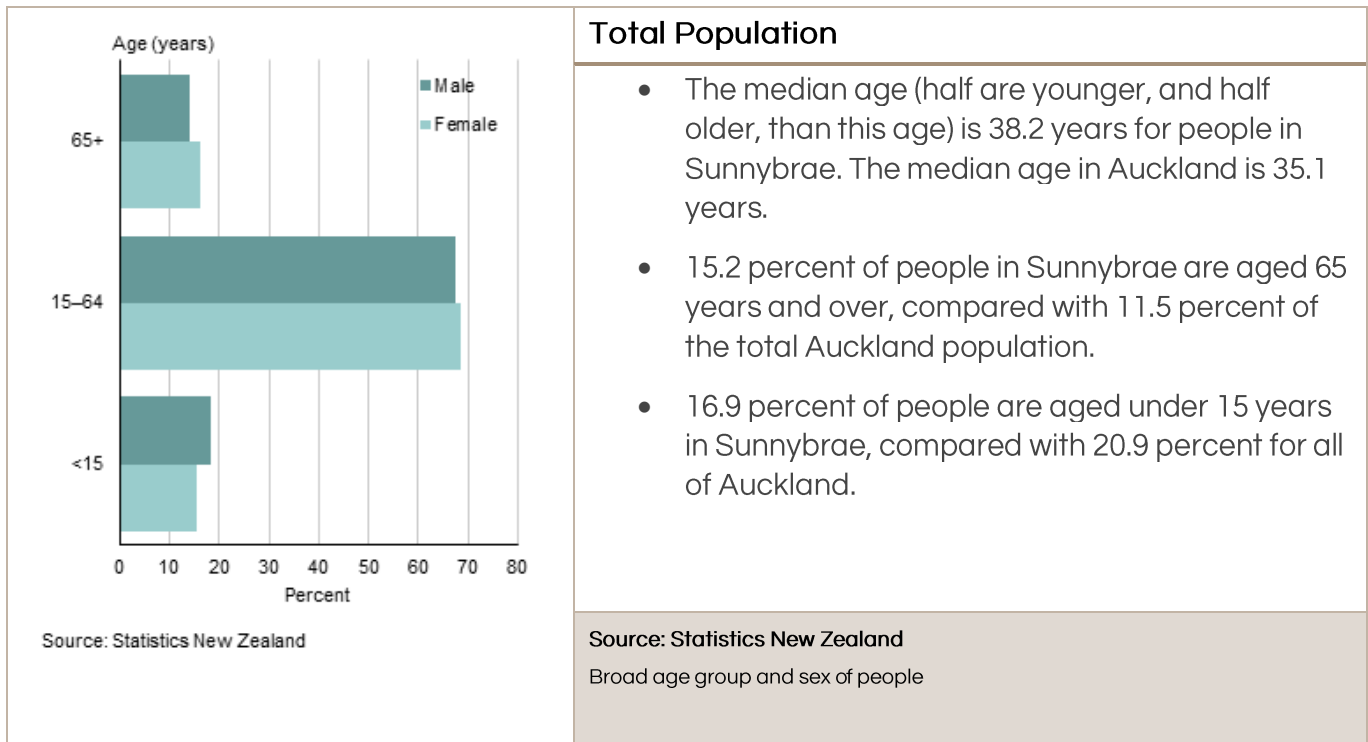 Age (years)
Male
Female
65+
15–64
<15
0 10 20 30 40 50 60 70 80
Percent
Source: Statistics New Zealand
Total Population
• The median age (half are younger, and half
older, than this age) is 38.2 years for people in
Sunnybrae. The median age in Auckland is 35.1
years.
• 15.2 percent of people in Sunnybrae are aged 65
years and over, compared with 11.5 percent of
the total Auckland population.
• 16.9 percent of people are aged under 15 years
in Sunnybrae, compared with 20.9 percent for all
of Auckland.
Source: Statistics New Zealand
Broad age group and sex of people